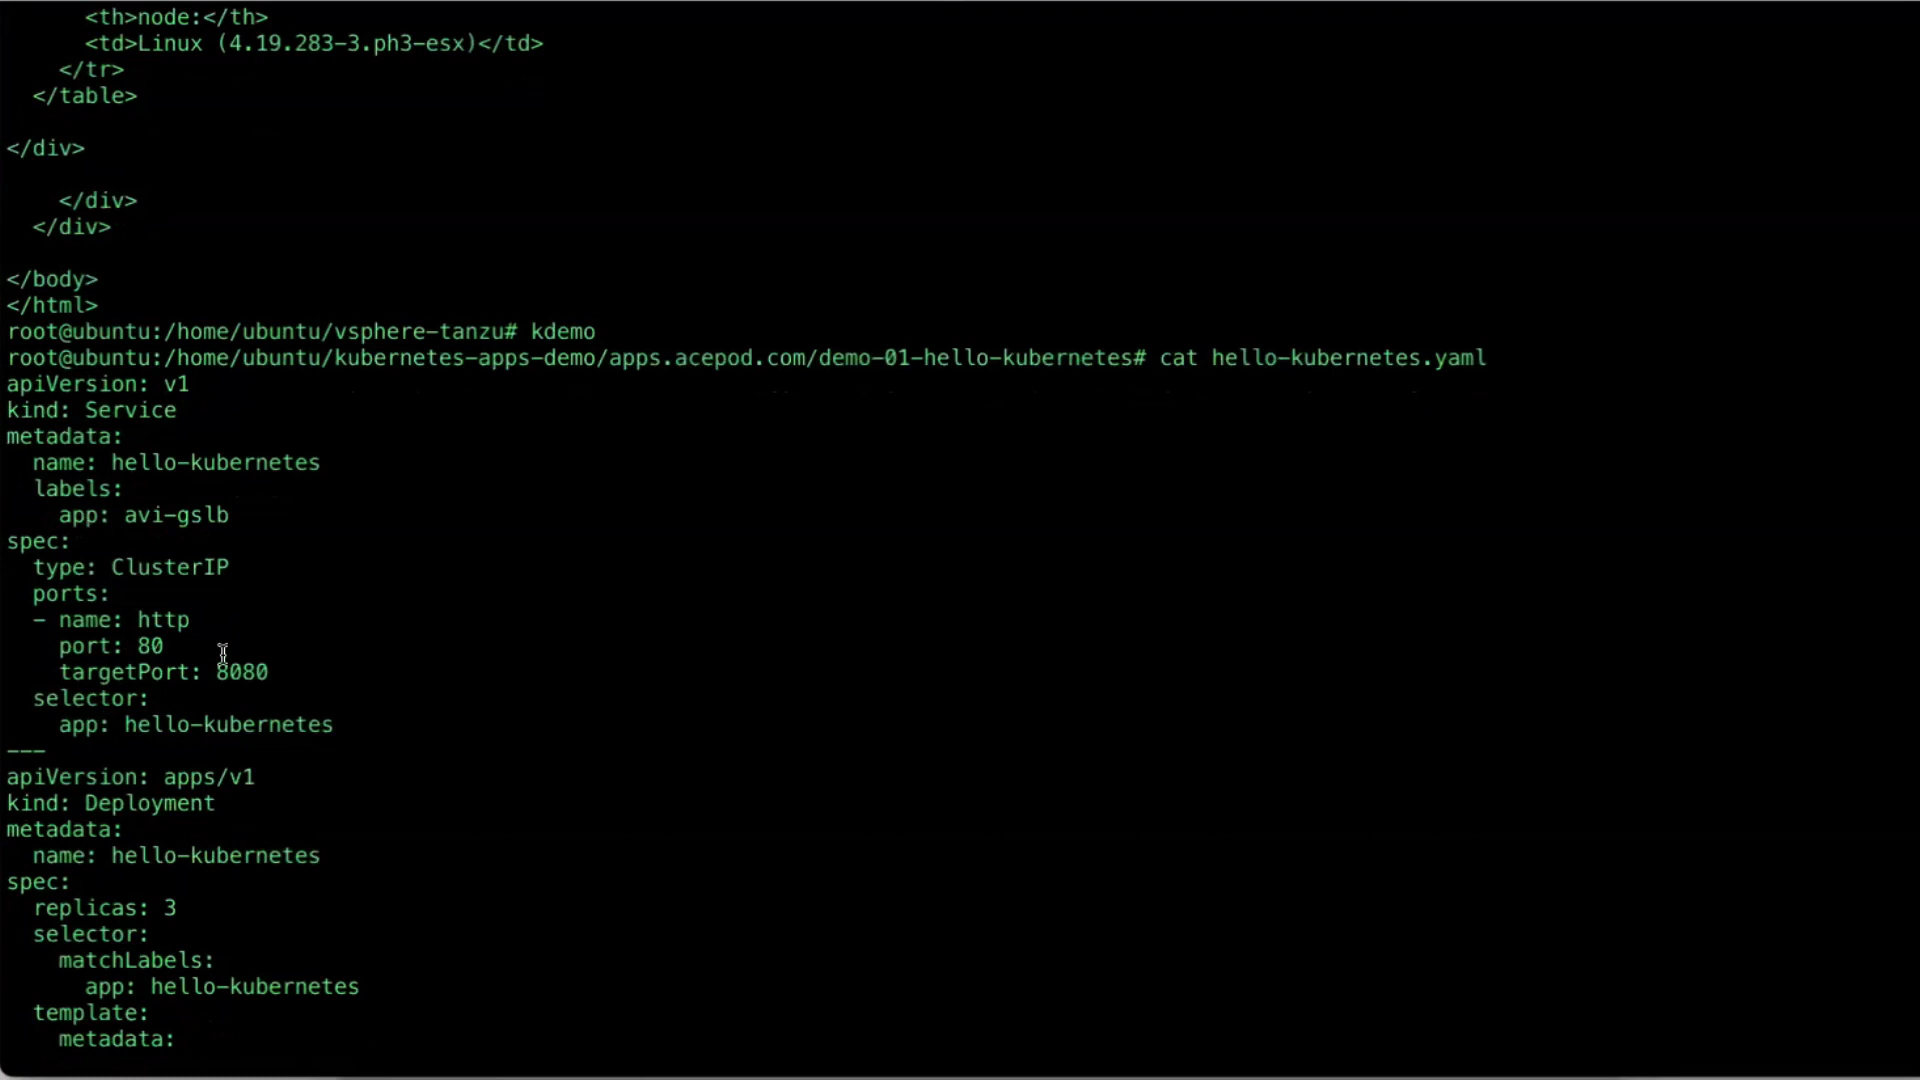 <th>node:</th>
<td>Linux (4.19.283-3.ph3-esx)</td>
</tr>
</table>
</div>
</div>
</div>
</body>
</html>
root@ubuntu:/home/ubuntu/vsphere-tanzu# kdemo
root@ubuntu:/home/ubuntu/kubernetes-apps-demo/apps.acepod.com/demo-01-hello-kubernetes# cat hello-kubernetes.yaml
apiVersion: v1
kind: Service
metadata:
  name: hello-kubernetes
  labels:
    app: avi-gslb
spec:
  type: ClusterIP
  ports:
  - name: http
    port: 80
    targetPort: 8080
  selector:
    app: hello-kubernetes
---
apiVersion: apps/v1
kind: Deployment
metadata:
  name: hello-kubernetes
spec:
  replicas: 3
  selector:
    matchLabels:
      app: hello-kubernetes
  template:
    metadata: